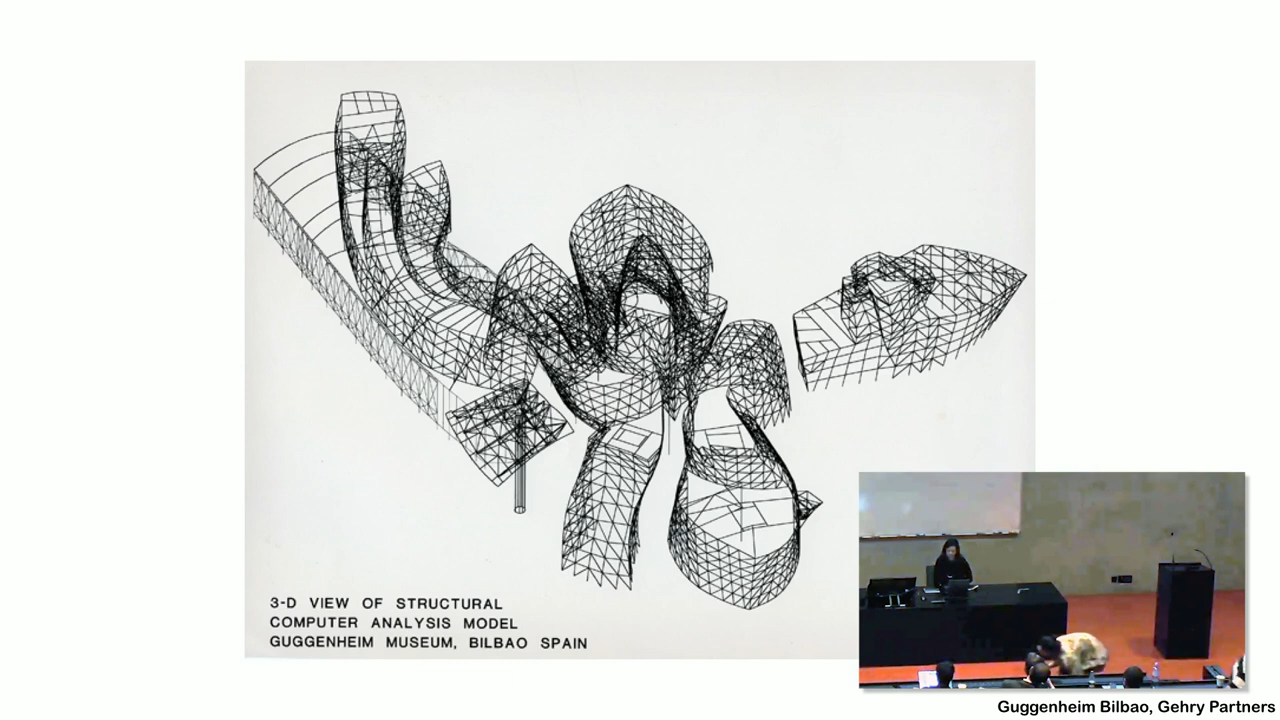 3-D VIEW OF STRUCTURAL
COMPUTER ANALYSIS MODEL
GUGGENHEIM MUSEUM, BILBAO SPAIN
Guggenheim Bilbao, Gehry Partners